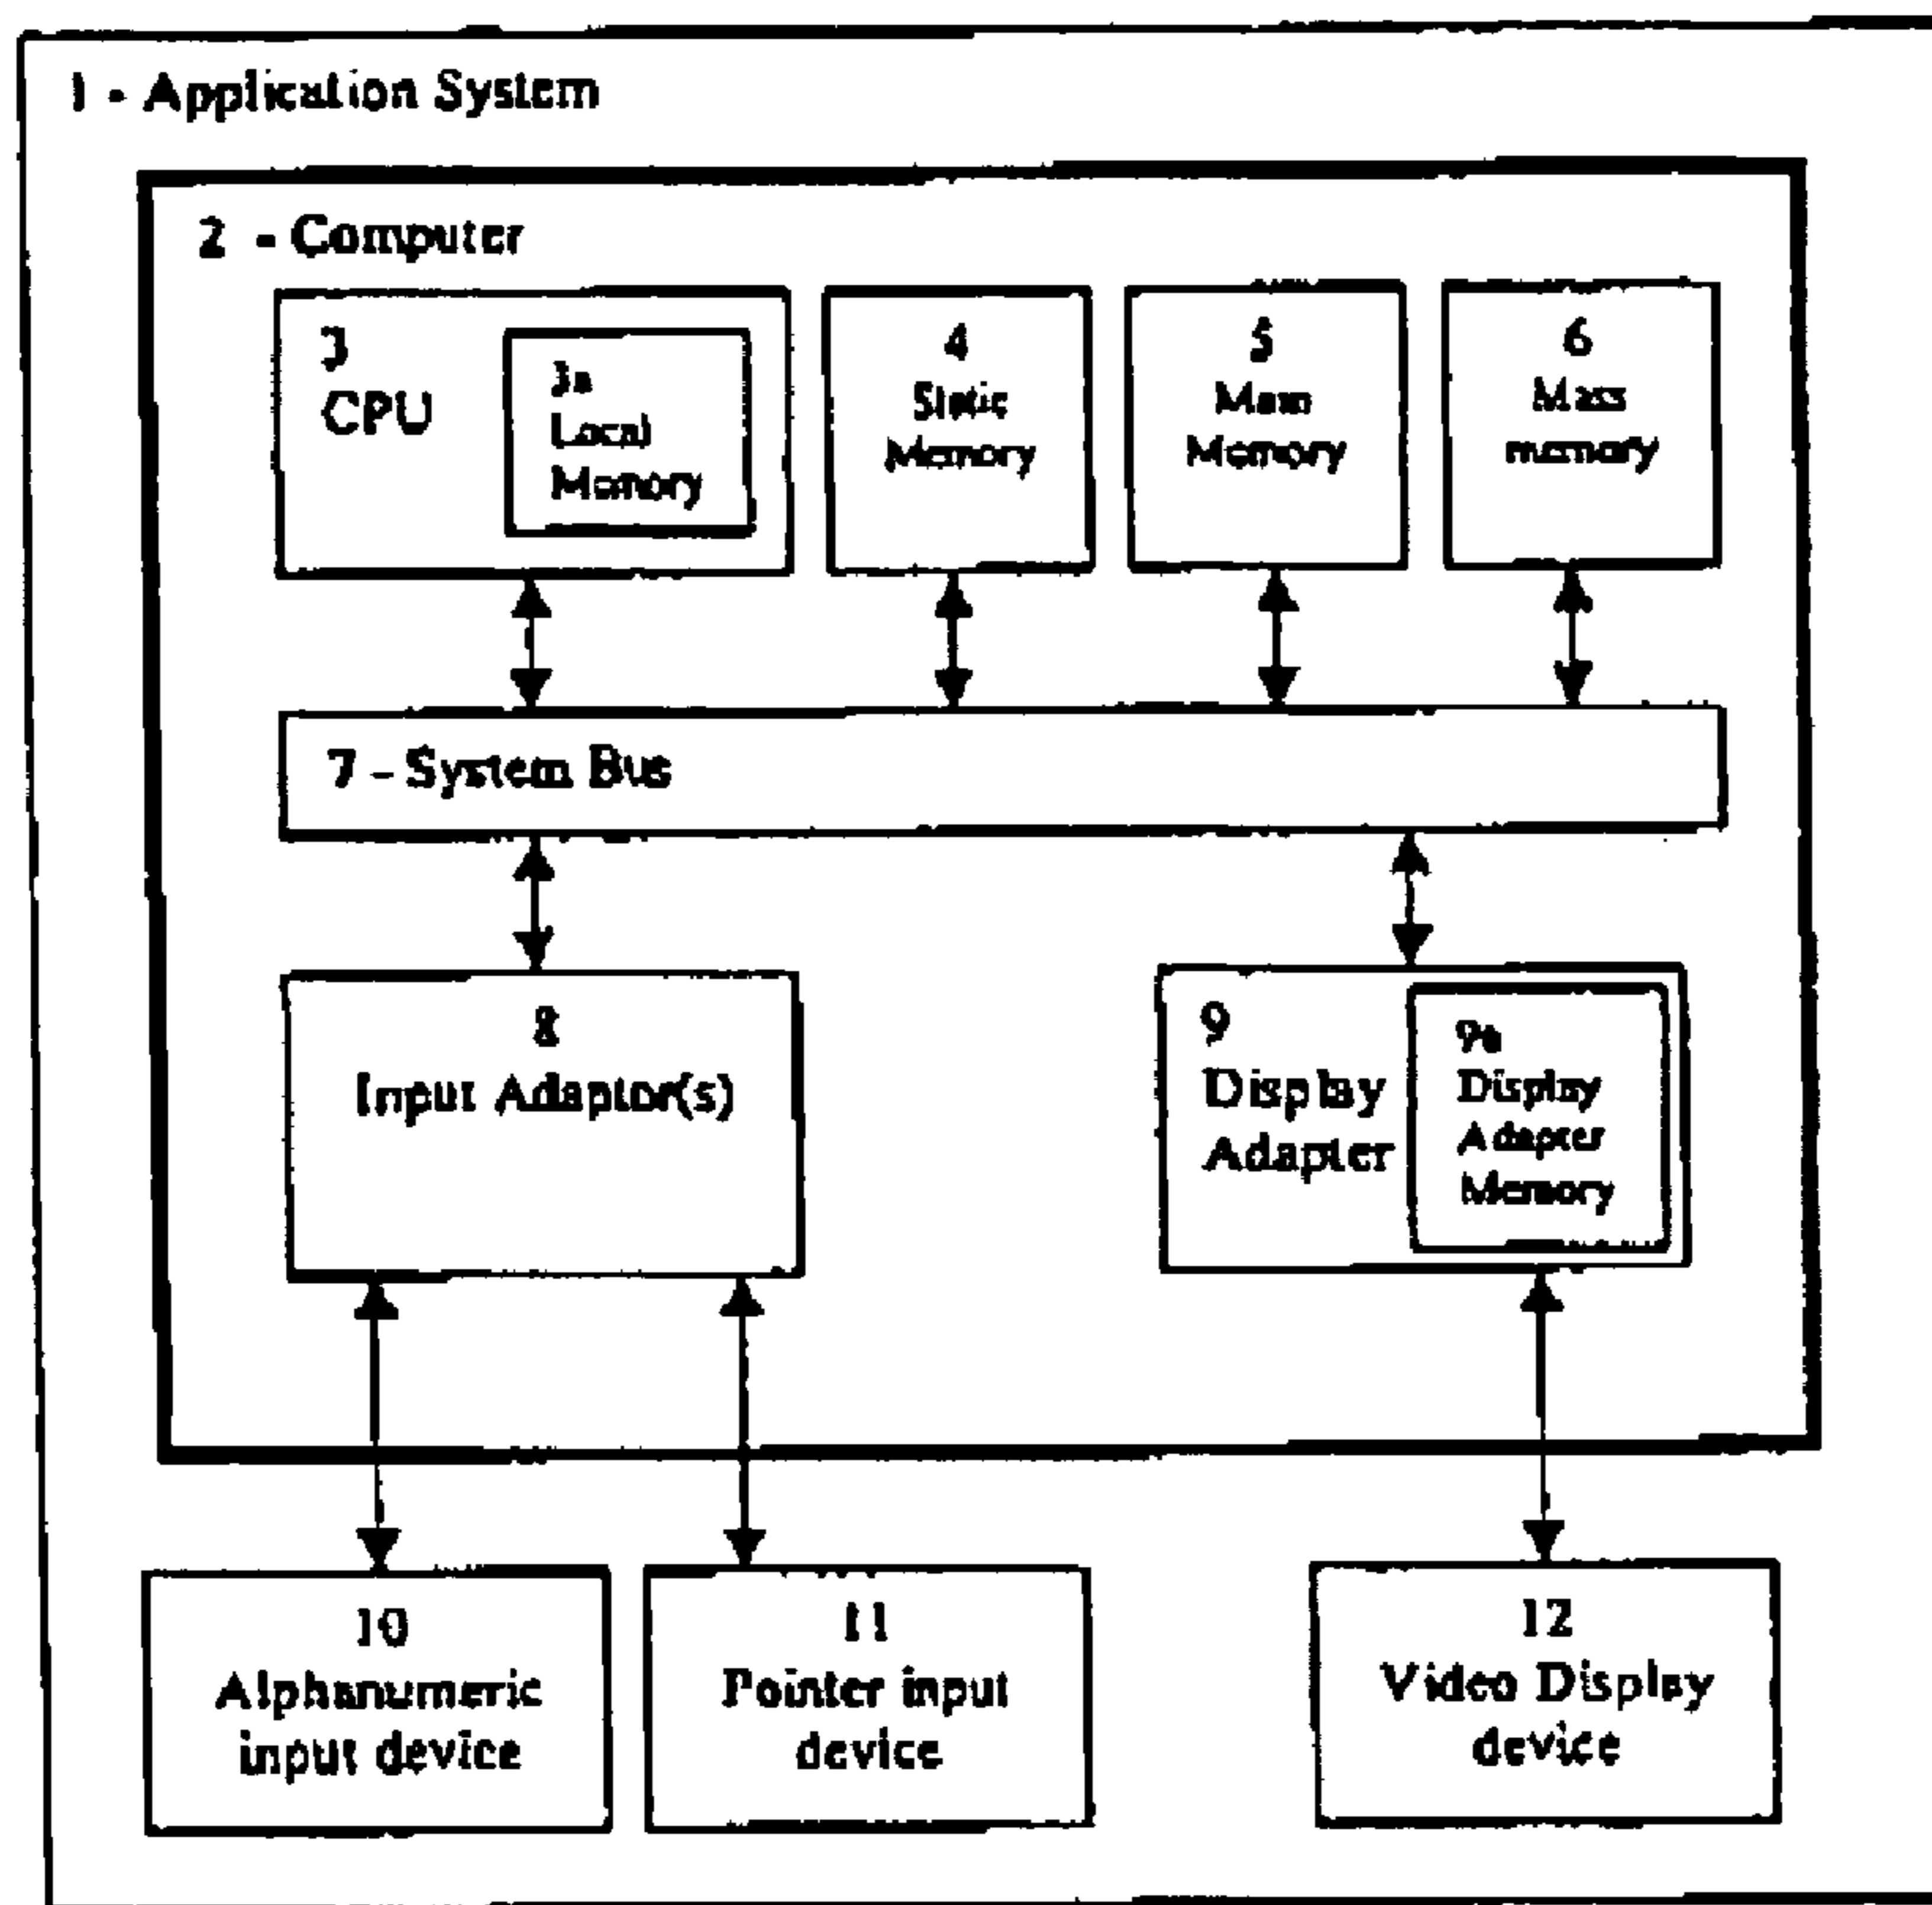 1 - Application System
2 - Computer
3
CPU
3a
Local
Memory
4
Static
Memory
5
Main
Memory
6
Mass
memory
7 - System Bus
8
Input Adaptor(s)
9
Display
Adapter
9a
Display
Adapter
Memory
10
Alphanumeric
input device
11
Pointer input
device
12
Video Display
device